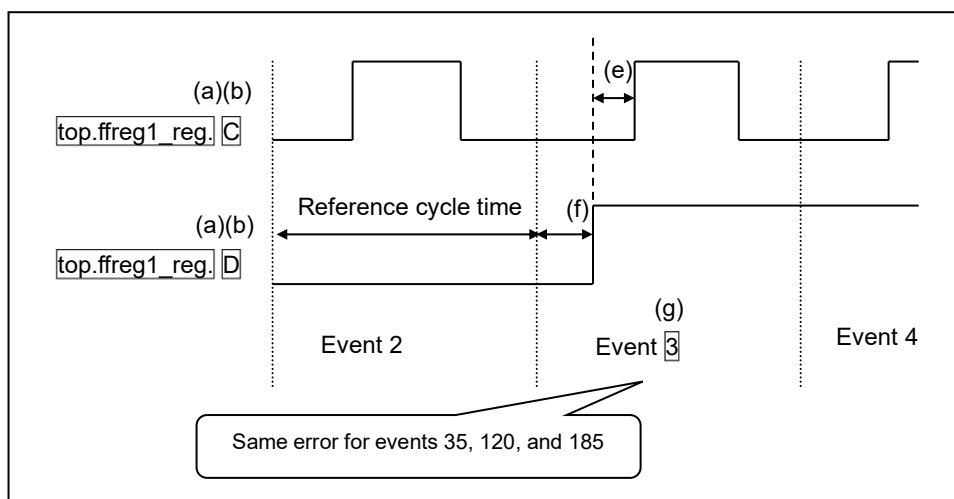 (e)
(a)(b)
top.ffreg1_reg. C
Reference cycle time
(f)
(a)(b)
top.ffreg1_reg. D
(g)
Event 2
Event 3
Event 4
Same error for events 35, 120, and 185